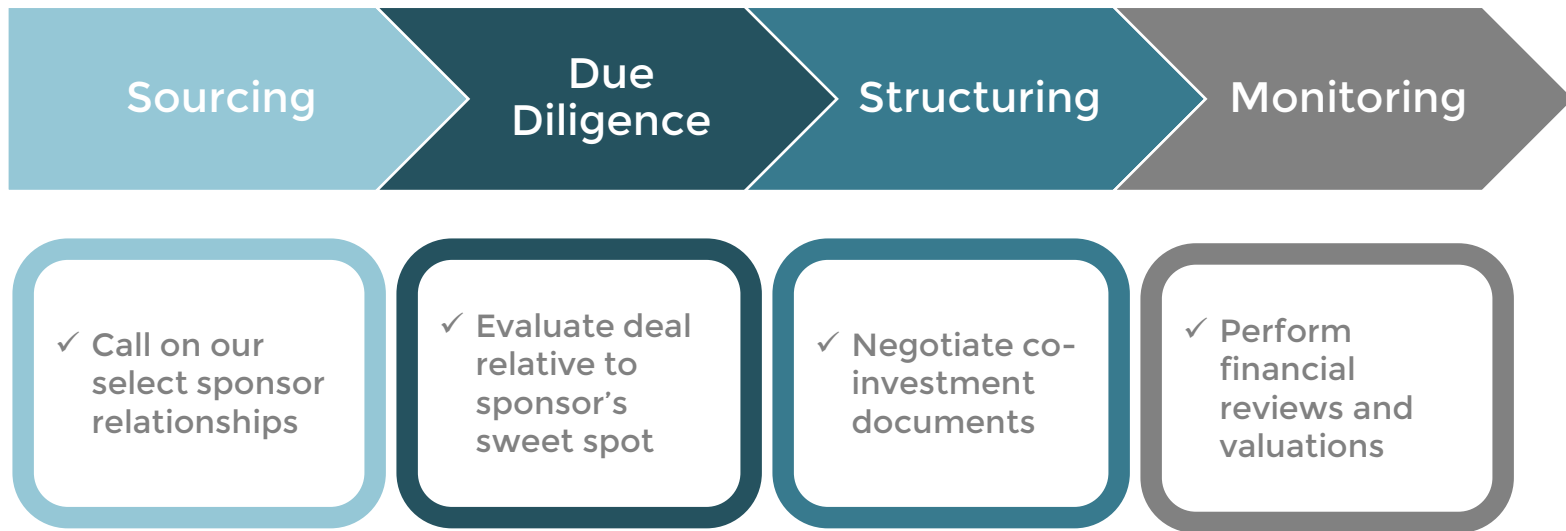 Sourcing
Due
Diligence
Structuring
Monitoring
✓ Call on our
select sponsor
relationships
✓ Evaluate deal
relative to
sponsor’s
sweet spot
✓ Negotiate co-
investment
documents
✓ Perform
financial
reviews and
valuations